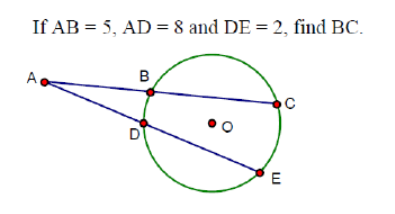 If AB = 5, AD = 8 and DE = 2, find BC.
A
B
C
O
D
E